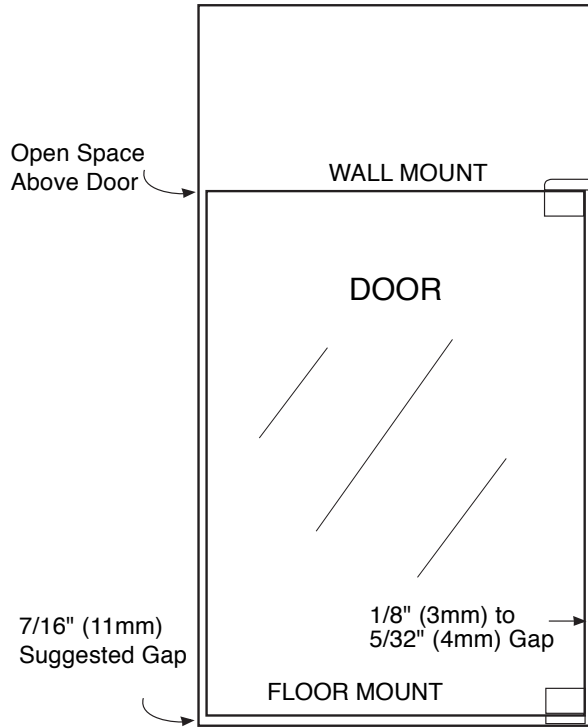 Open Space
Above Door
WALL MOUNT
DOOR
7/16" (11mm)
Suggested Gap
1/8" (3mm) to
5/32" (4mm) Gap
FLOOR MOUNT